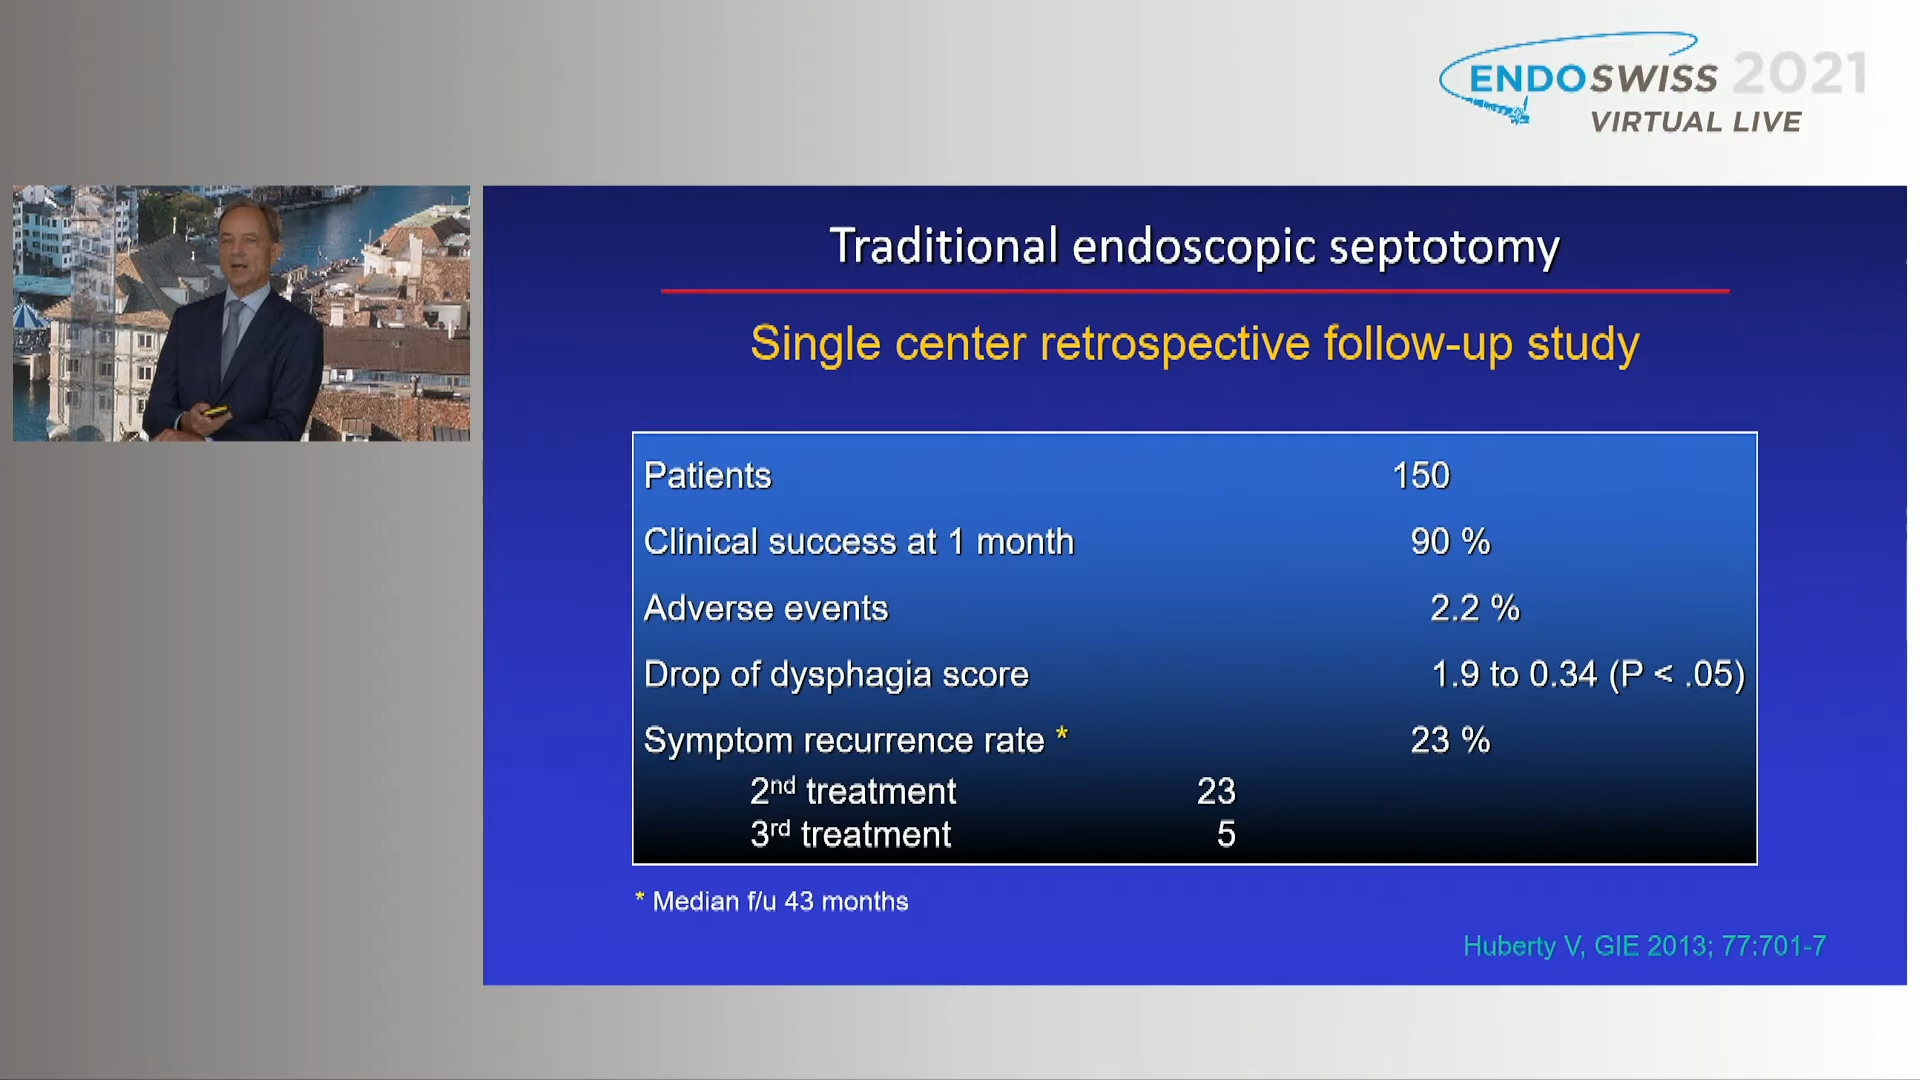 ENDOSWISS 2021
VIRTUAL LIVE
Traditional endoscopic septotomy
Single center retrospective follow-up study
Patients 150
Clinical success at 1 month 90 %
Adverse events 2.2 %
Drop of dysphagia score 1.9 to 0.34 (P < .05)
Symptom recurrence rate * 23 %
2nd treatment 23
3rd treatment 5
* Median f/u 43 months
Huberty V, GIE 2013; 77:701-7